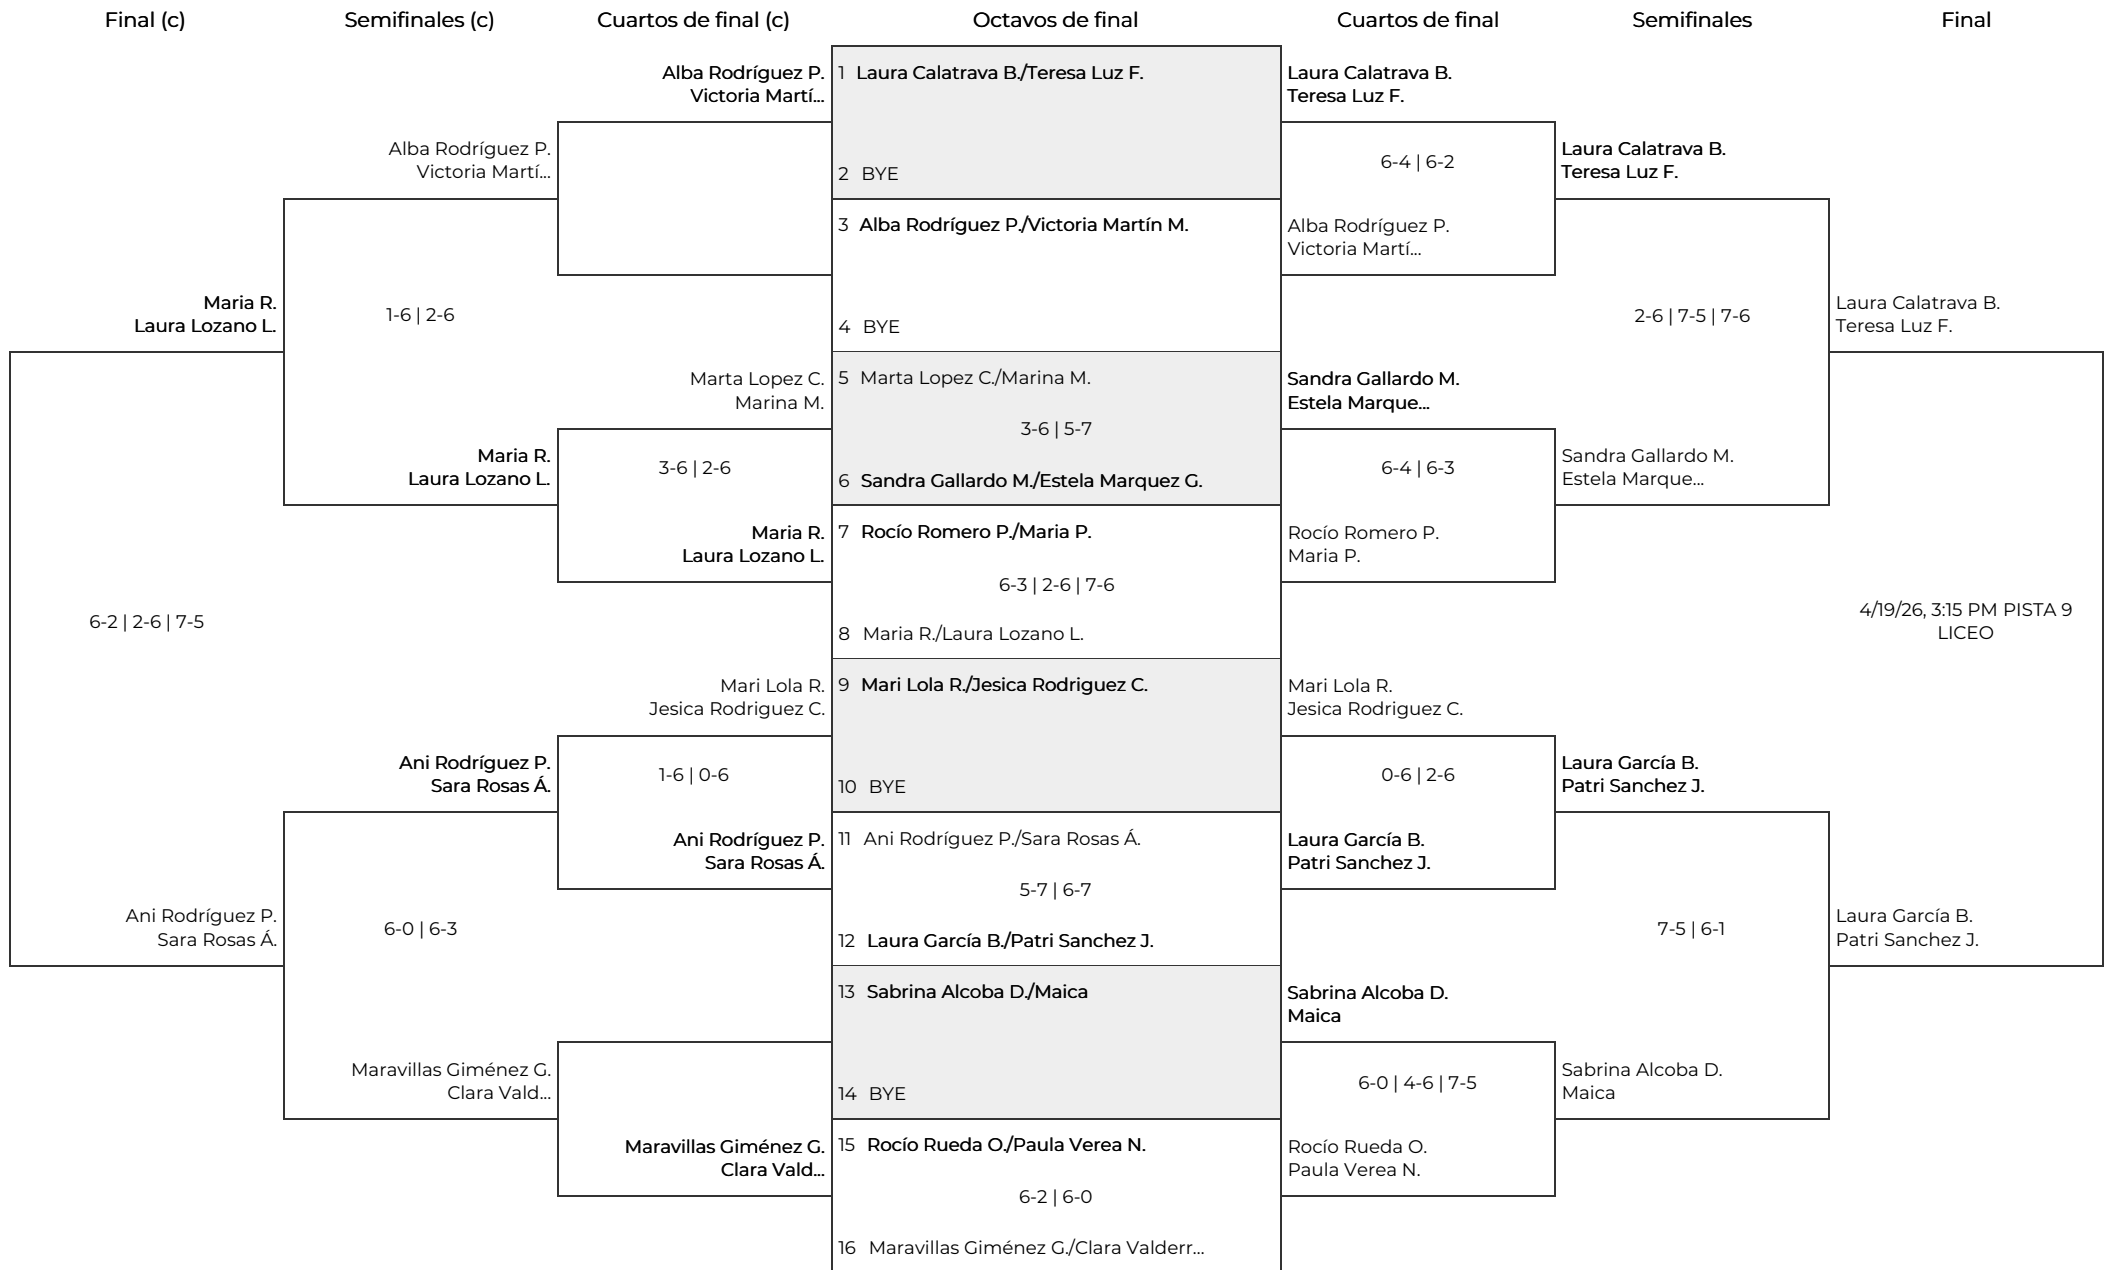 Final (c)
Semifinales (c)
Cuartos de final (c)
Octavos de final
Cuartos de final
Semifinales
Final
Maria R.
Laura Lozano L.
6-2 | 2-6 | 7-5
Ani Rodríguez P.
Sara Rosas Á.
Alba Rodríguez P.
Victoria Martí...
1-6 | 2-6
Maria R.
Laura Lozano L.
Ani Rodríguez P.
Sara Rosas Á.
6-0 | 6-3
Maravillas Giménez G.
Clara Vald...
Alba Rodríguez P.
Victoria Martí...
Marta Lopez C.
Marina M.
3-6 | 2-6
Maria R.
Laura Lozano L.
Mari Lola R.
Jesica Rodriguez C.
1-6 | 0-6
Ani Rodríguez P.
Sara Rosas Á.
Maravillas Giménez G.
Clara Vald...
1 Laura Calatrava B./Teresa Luz F.
2 BYE
3 Alba Rodríguez P./Victoria Martín M.
4 BYE
5 Marta Lopez C./Marina M.
3-6 | 5-7
6 Sandra Gallardo M./Estela Marquez G.
7 Rocío Romero P./Maria P.
6-3 | 2-6 | 7-6
8 Maria R./Laura Lozano L.
9 Mari Lola R./Jesica Rodriguez C.
10 BYE
11 Ani Rodríguez P./Sara Rosas Á.
5-7 | 6-7
12 Laura García B./Patri Sanchez J.
13 Sabrina Alcoba D./Maica
14 BYE
15 Rocío Rueda O./Paula Verea N.
6-2 | 6-0
16 Maravillas Giménez G./Clara Valderr...
Laura Calatrava B.
Teresa Luz F.
6-4 | 6-2
Alba Rodríguez P.
Victoria Martí...
Sandra Gallardo M.
Estela Marque...
6-4 | 6-3
Rocío Romero P.
Maria P.
Mari Lola R.
Jesica Rodriguez C.
0-6 | 2-6
Laura García B.
Patri Sanchez J.
Sabrina Alcoba D.
Maica
6-0 | 4-6 | 7-5
Rocío Rueda O.
Paula Verea N.
Laura Calatrava B.
Teresa Luz F.
2-6 | 7-5 | 7-6
Sandra Gallardo M.
Estela Marque...
Laura García B.
Patri Sanchez J.
7-5 | 6-1
Sabrina Alcoba D.
Maica
Laura Calatrava B.
Teresa Luz F.
4/19/26, 3:15 PM PISTA 9
LICEO
Laura García B.
Patri Sanchez J.